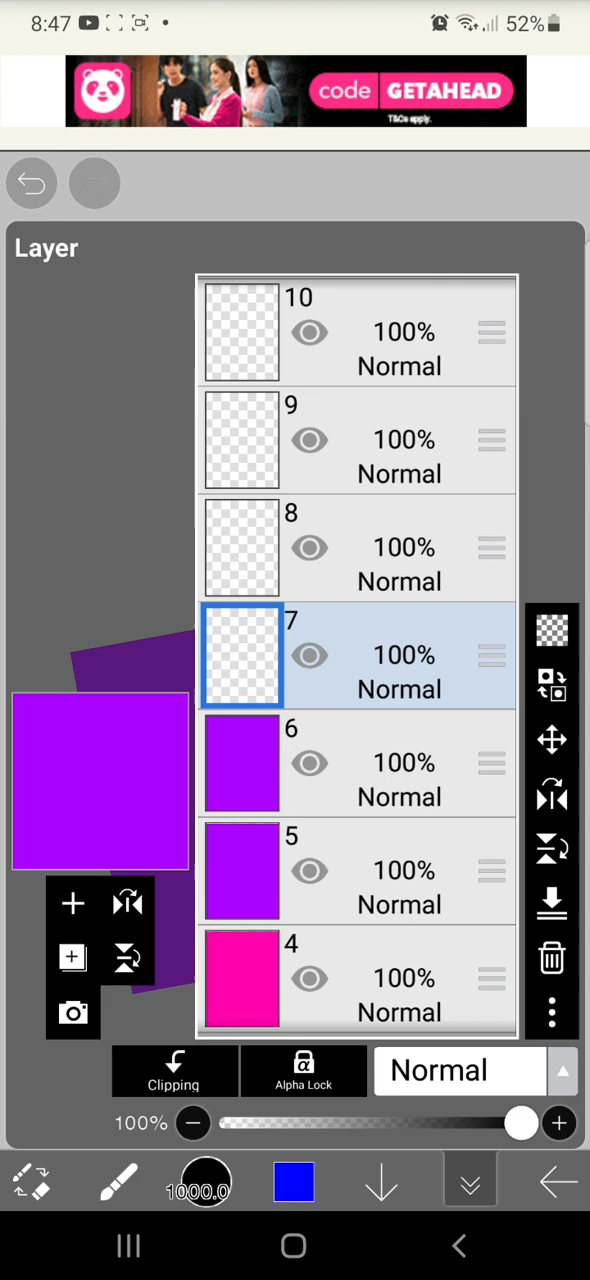 8:47
52%
code GETAHEAD
T&Cs apply.
Layer
10
100%
Normal
9
100%
Normal
8
100%
Normal
7
100%
Normal
6
100%
Normal
5
100%
Normal
4
100%
Normal
Clipping
α
Alpha Lock
Normal
100%
1000.0